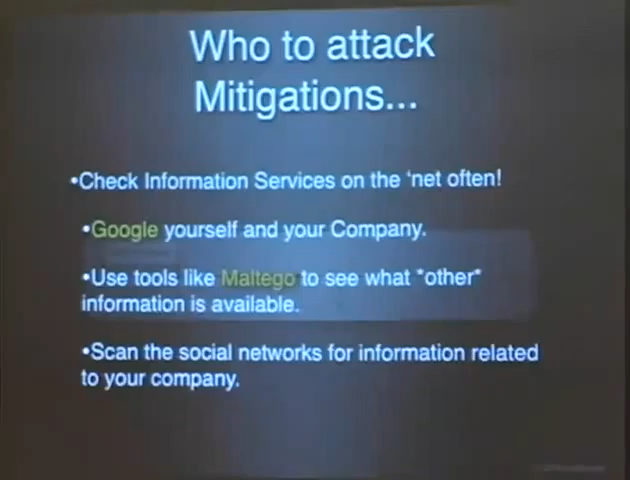 Who to attack
Mitigations...
•Check Information Services on the 'net often!
•Google yourself and your Company.
•Use tools like Maltego to see what *other*
information is available.
•Scan the social networks for information related
to your company.